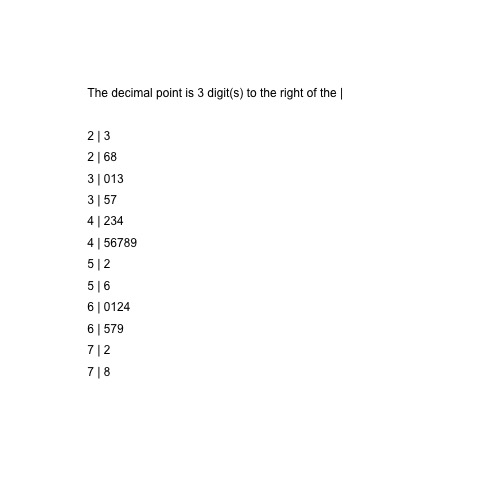 The decimal point is 3 digit(s) to the right of the |
2 | 3
2 | 68
3 | 013
3 | 57
4 | 234
4 | 56789
5 | 2
5 | 6
6 | 0124
6 | 579
7 | 2
7 | 8